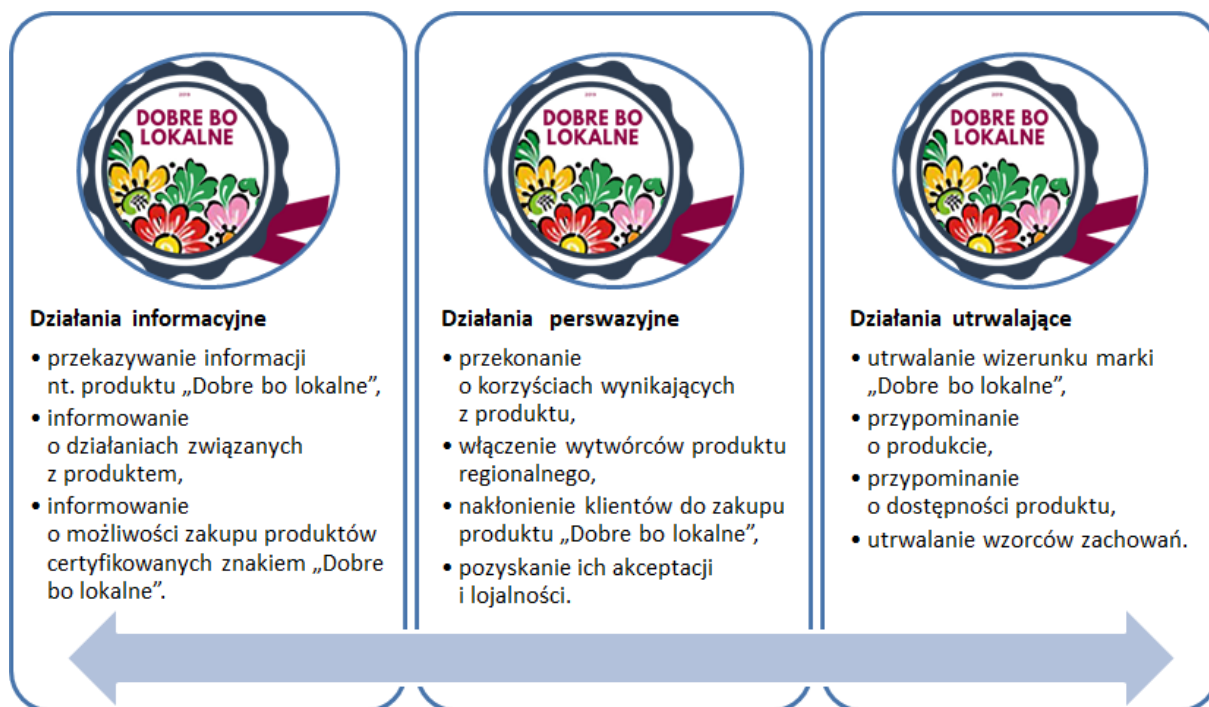 2019
DOBRE BO
LOKALNE
Działania informacyjne
• przekazywanie informacji
nt. produktu „Dobre bo lokalne”,
• informowanie
o działaniach związanych
z produktem,
• informowanie
o możliwości zakupu produktów
certyfikowanych znakiem „Dobre
bo lokalne”.
2019
DOBRE BO
LOKALNE
Działania perswazyjne
• przekonanie
o korzyściach wynikających
z produktu,
• włączenie wytwórców produktu
regionalnego,
• nakłonienie klientów do zakupu
produktu „Dobre bo lokalne”,
• pozyskanie ich akceptacji
i lojalności.
2019
DOBRE BO
LOKALNE
Działania utrwalające
• utrwalanie wizerunku marki
„Dobre bo lokalne”,
• przypominanie
o produkcie,
• przypominanie
o dostępności produktu,
• utrwalanie wzorców zachowań.